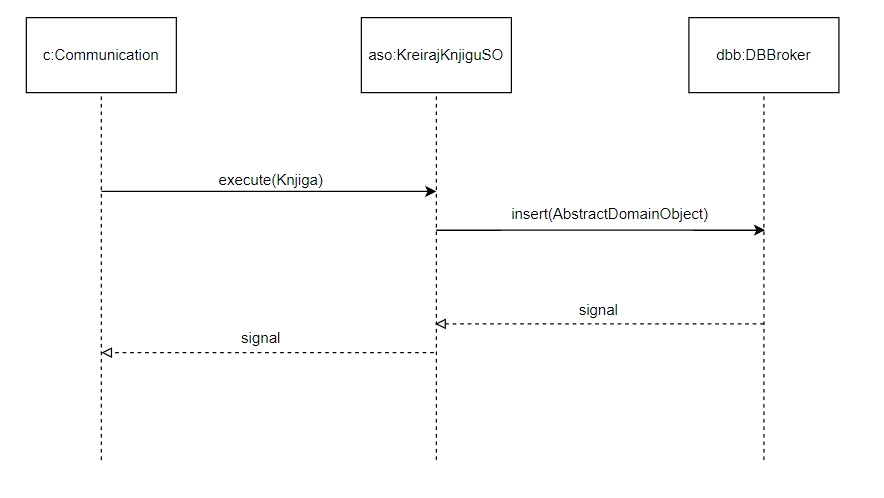 c:Communication
aso:KreirajKnjiguSO
dbb:DBBroker
execute(Knjiga)
insert(AbstractDomainObject)
signal
signal